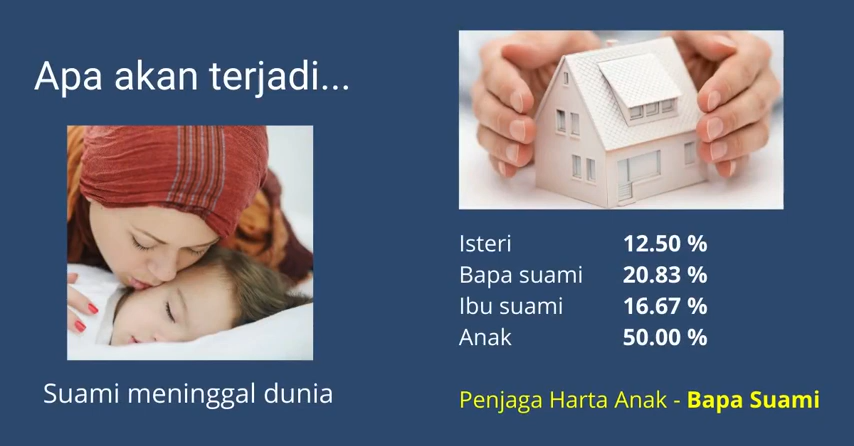 Apa akan terjadi...
Suami meninggal dunia
Isteri 12.50 %
Bapa suami 20.83 %
Ibu suami 16.67 %
Anak 50.00 %
Penjaga Harta Anak - Bapa Suami